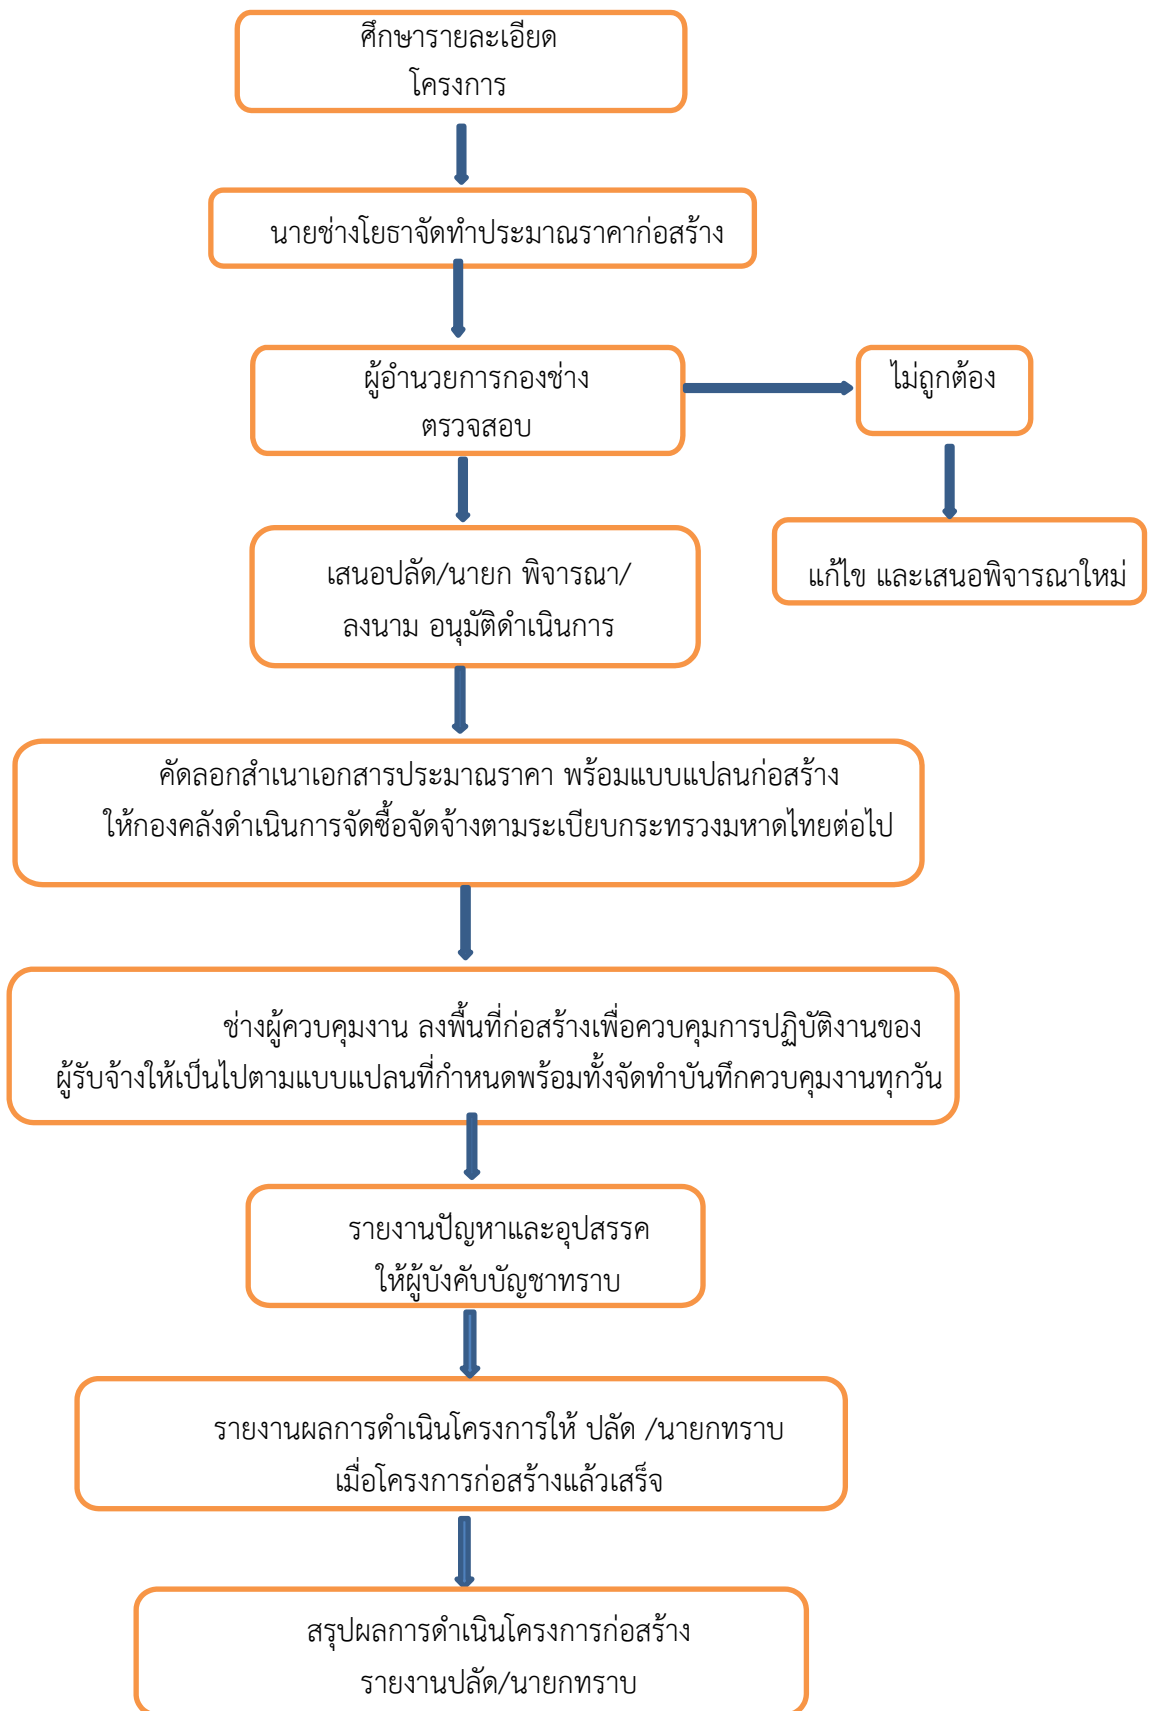 ศึกษารายละเอียด
โครงการ
นายช่างโยธาจัดทำประมาณราคาก่อสร้าง
ผู้อำนวยการกองช่าง
ตรวจสอบ
ไม่ถูกต้อง
แก้ไข และเสนอพิจารณาใหม่
เสนอปลัด/นายก พิจารณา/
ลงนาม อนุมัติดำเนินการ
คัดลอกสำเนาเอกสารประมาณราคา พร้อมแบบแปลนก่อสร้าง
ให้กองคลังดำเนินการจัดซื้อจัดจ้างตามระเบียบกระทรวงมหาดไทยต่อไป
ช่างผู้ควบคุมงาน ลงพื้นที่ก่อสร้างเพื่อควบคุมการปฏิบัติงานของ
ผู้รับจ้างให้เป็นไปตามแบบแปลนที่กำหนดพร้อมทั้งจัดทำบันทึกควบคุมงานทุกวัน
รายงานปัญหาและอุปสรรค
ให้ผู้บังคับบัญชาทราบ
รายงานผลการดำเนินโครงการให้ ปลัด /นายกทราบ
เมื่อโครงการก่อสร้างแล้วเสร็จ
สรุปผลการดำเนินโครงการก่อสร้าง
รายงานปลัด/นายกทราบ